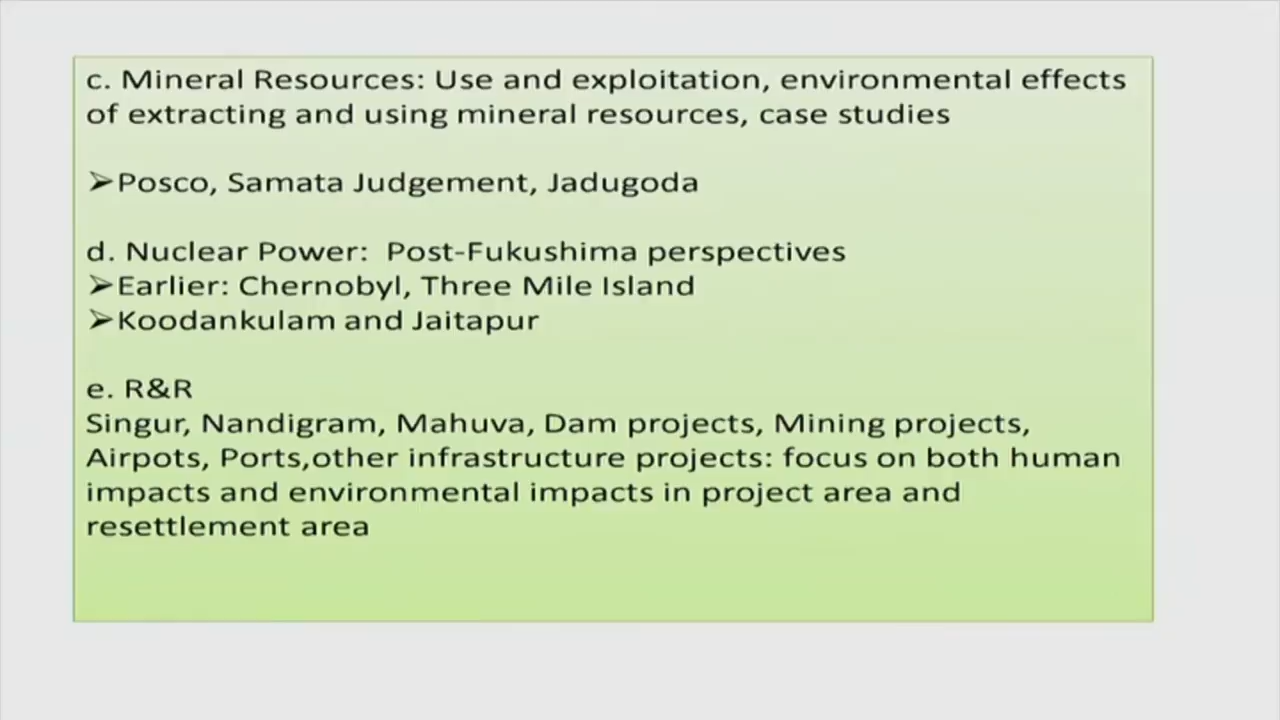 c. Mineral Resources: Use and exploitation, environmental effects
of extracting and using mineral resources, case studies
➢Posco, Samata Judgement, Jadugoda
d. Nuclear Power:  Post-Fukushima perspectives
➢Earlier: Chernobyl, Three Mile Island
➢Koodankulam and Jaitapur
e. R&R
Singur, Nandigram, Mahuva, Dam projects, Mining projects,
Airpots, Ports,other infrastructure projects: focus on both human
impacts and environmental impacts in project area and
resettlement area